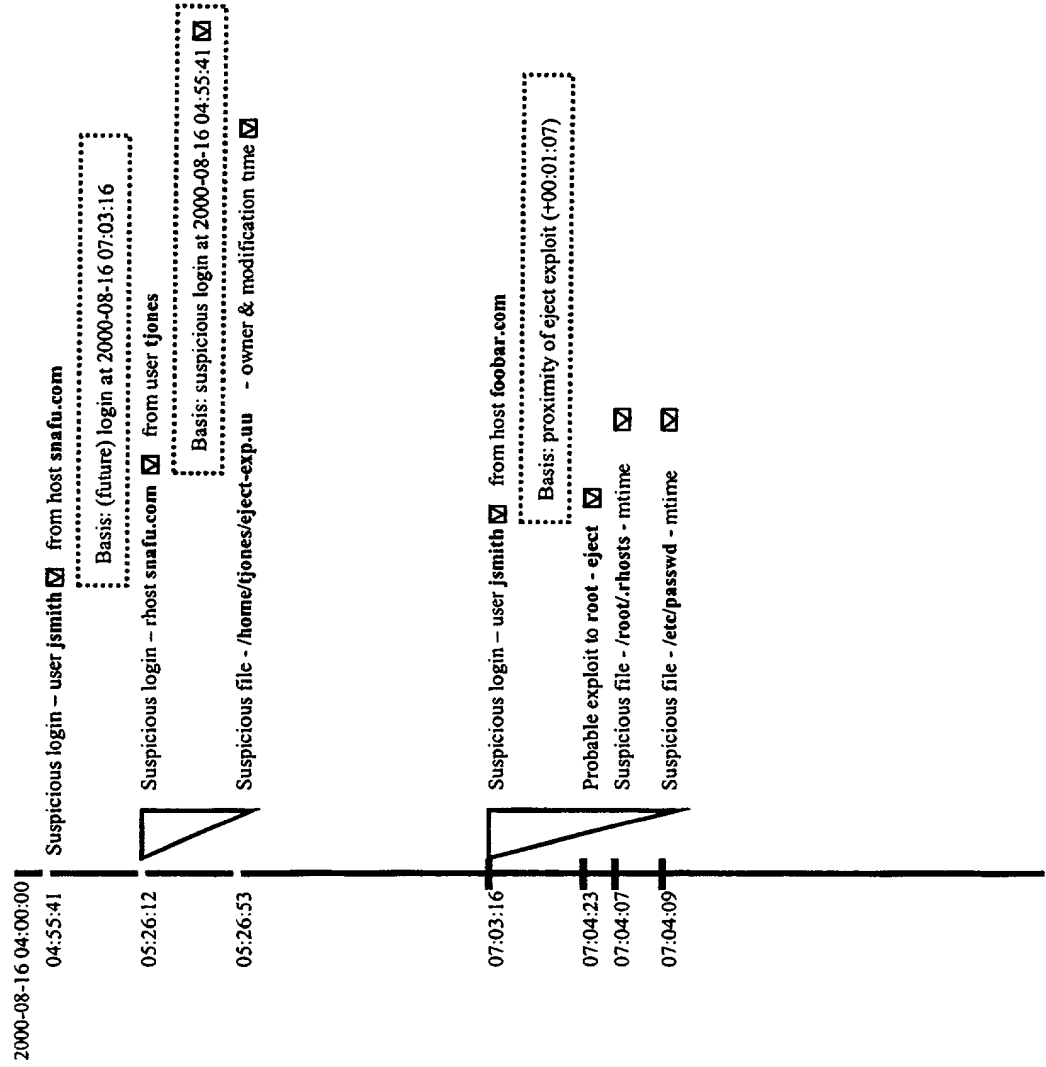 2000-08-16 04:00:00
04:55:41 Suspicious login – user jsmith ☑ from host snafu.com
Basis: (future) login at 2000-08-16 07:03:16
05:26:12 Suspicious login – rhost snafu.com ☑ from user tjones
Basis: suspicious login at 2000-08-16 04:55:41 ☑
05:26:53 Suspicious file - /home/tjones/eject-exp.uu - owner & modification time ☑
07:03:16 Suspicious login – user jsmith ☑ from host foobar.com
Basis: proximity of eject exploit (+00:01:07)
07:04:23 Probable exploit to root - eject ☑
07:04:07 Suspicious file - /root/.rhosts - mtime ☑
07:04:09 Suspicious file - /etc/passwd - mtime ☑